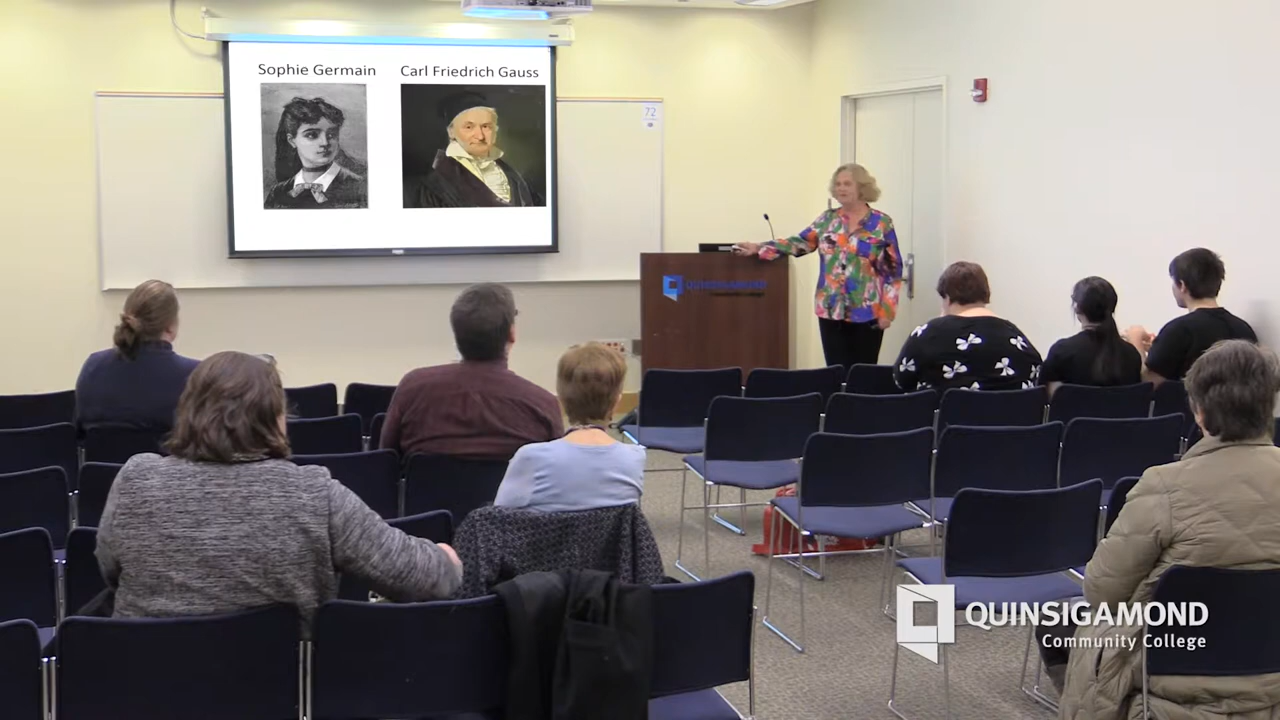 Sophie Germain
Carl Friedrich Gauss
72
QUINSIGAMOND
QUINSIGAMOND
Community College